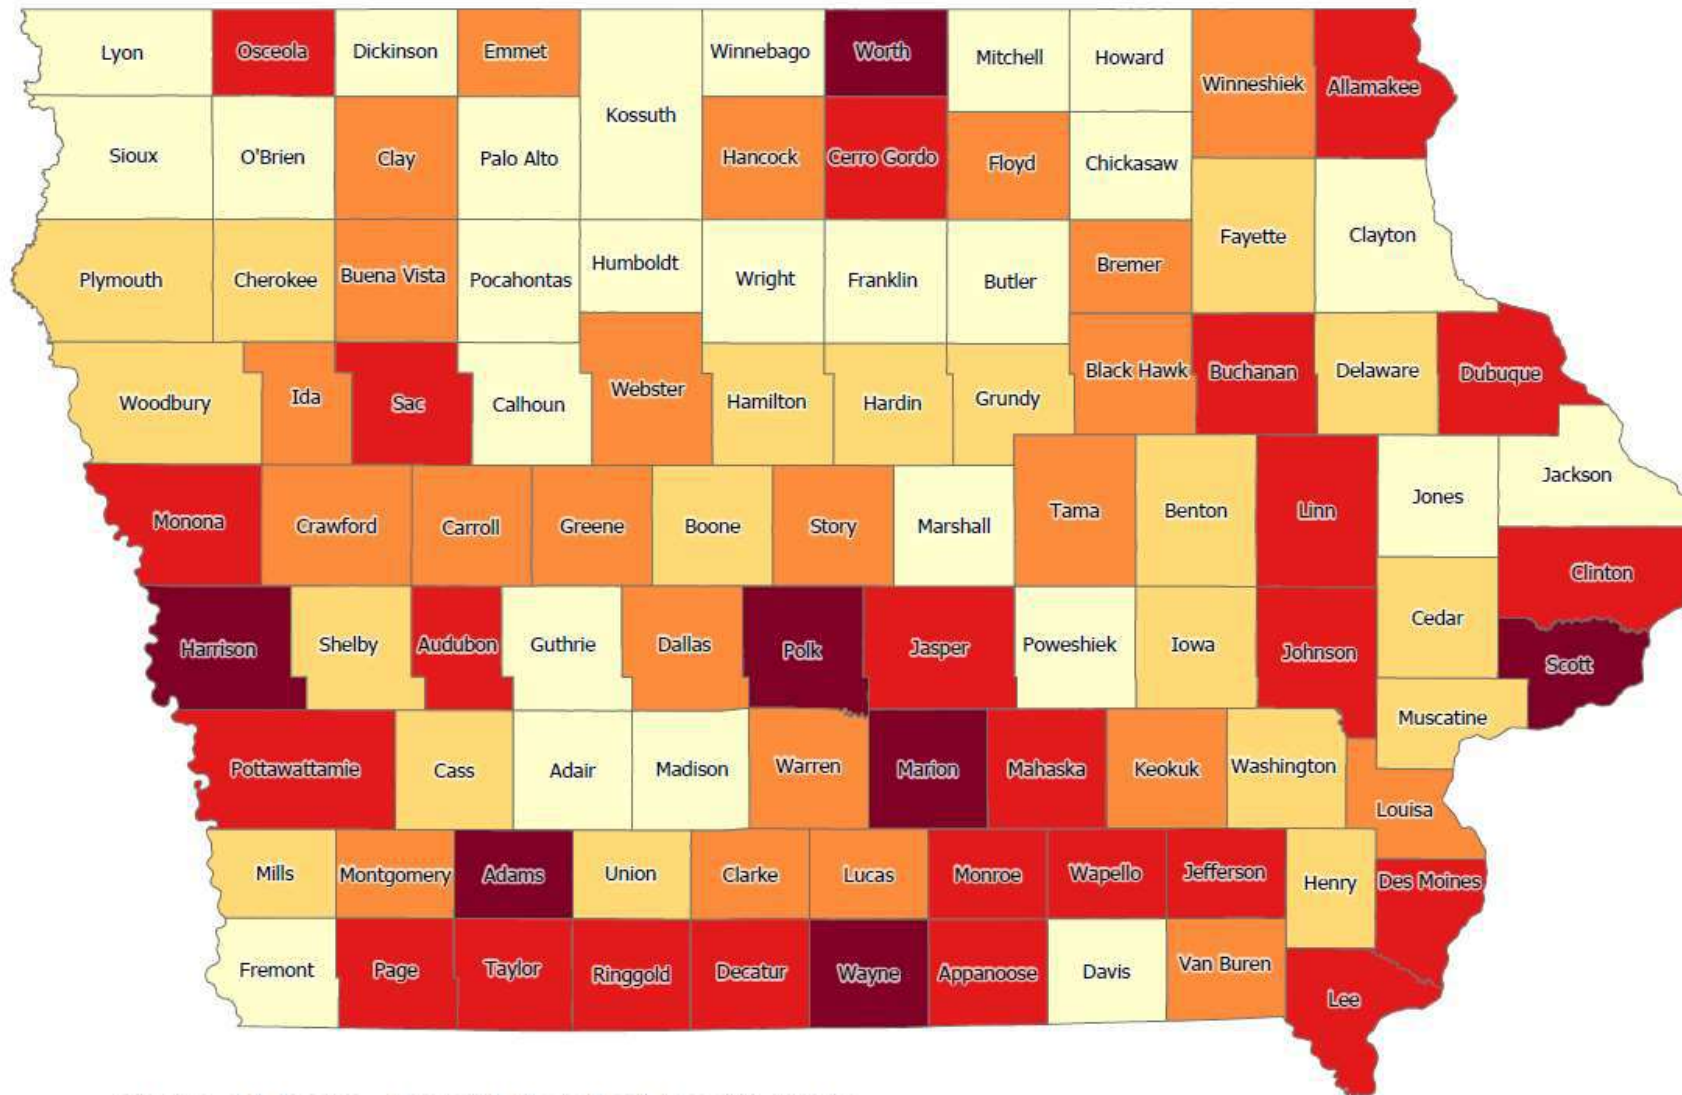 Lyon
Osceola
Dickinson
Emmet
Winnebago
Worth
Mitchell
Howard
Winneshiek
Allamakee
Kossuth
Sioux
O'Brien
Clay
Palo Alto
Hancock
Cerro Gordo
Floyd
Chickasaw
Fayette
Clayton
Plymouth
Cherokee
Buena Vista
Pocahontas
Humboldt
Wright
Franklin
Butler
Bremer
Woodbury
Ida
Sac
Calhoun
Webster
Hamilton
Hardin
Grundy
Black Hawk
Buchanan
Delaware
Dubuque
Monona
Crawford
Carroll
Greene
Boone
Story
Marshall
Tama
Benton
Linn
Jones
Jackson
Harrison
Shelby
Audubon
Guthrie
Dallas
Polk
Jasper
Poweshiek
Iowa
Johnson
Cedar
Clinton
Scott
Pottawattamie
Cass
Adair
Madison
Warren
Marion
Mahaska
Keokuk
Washington
Muscatine
Louisa
Mills
Montgomery
Adams
Union
Clarke
Lucas
Monroe
Wapello
Jefferson
Henry
Des Moines
Fremont
Page
Taylor
Ringgold
Decatur
Wayne
Appanoose
Davis
Van Buren
Lee